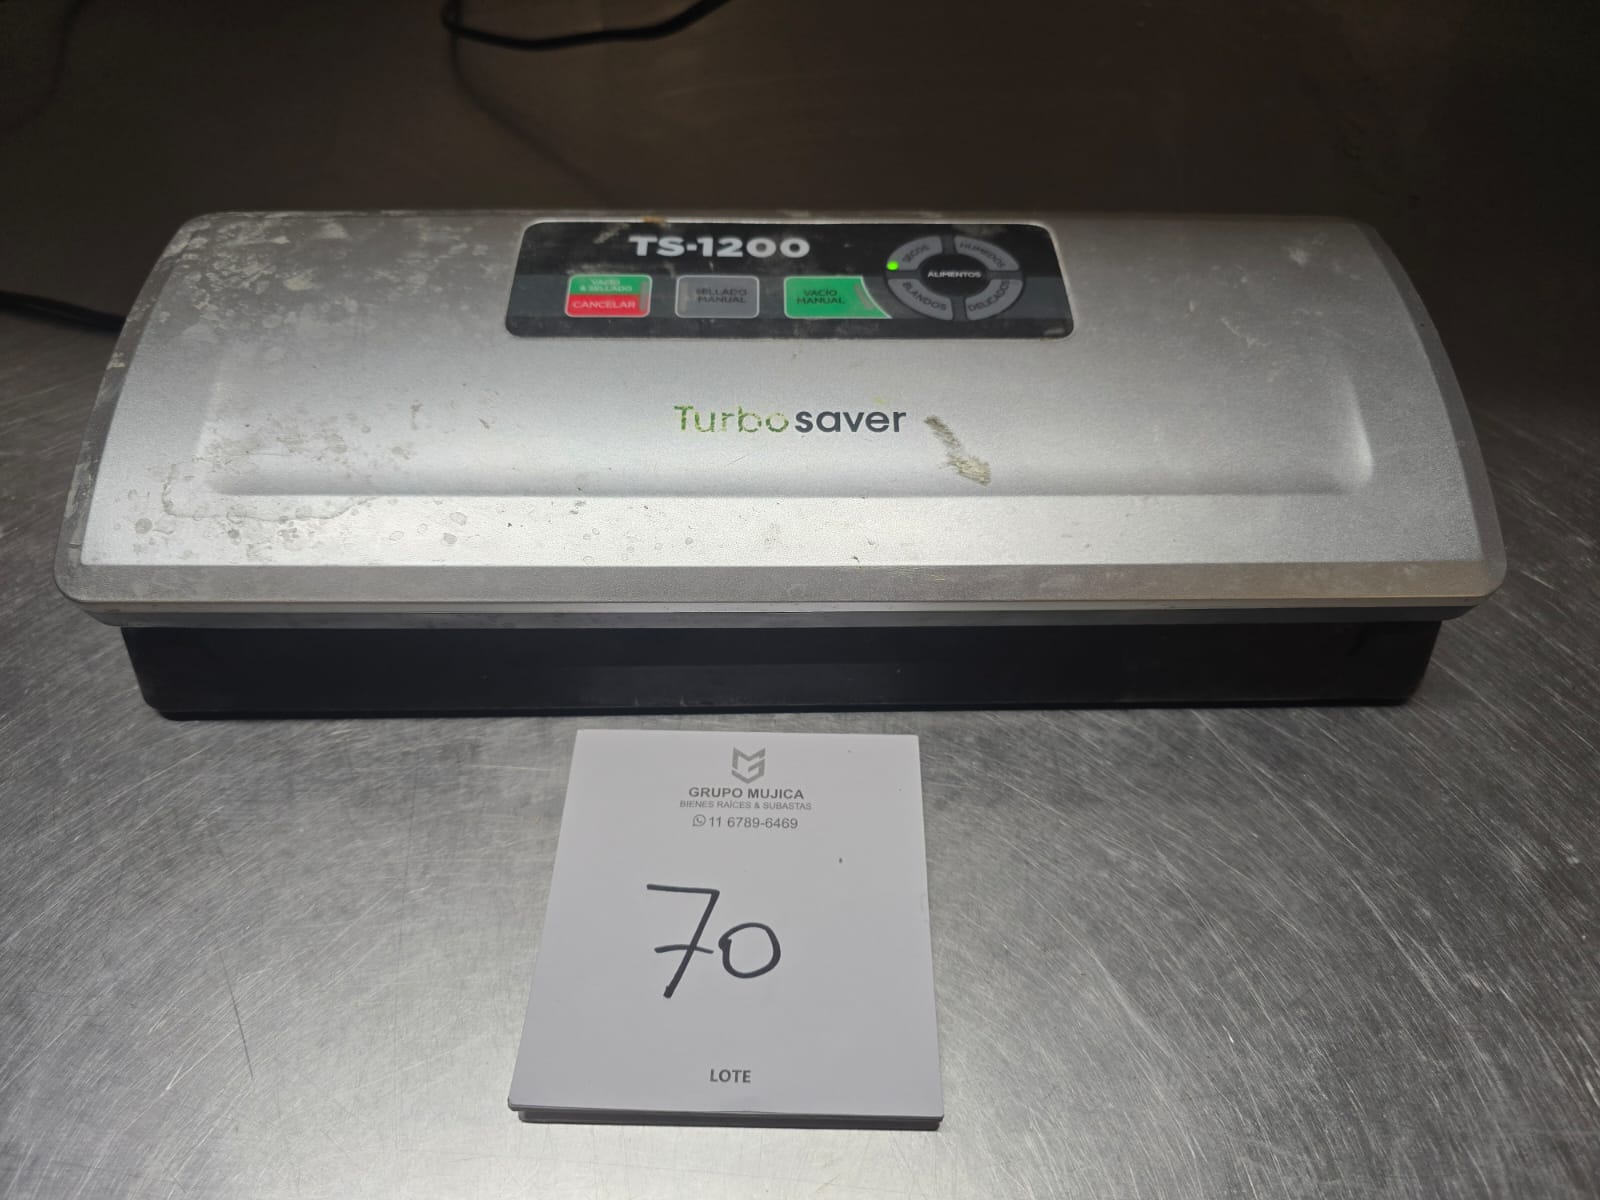 TS-1200
VACÍO
& SELLADO
CANCELAR
SELLADO
MANUAL
VACÍO
MANUAL
SECOS
HUMEDOS
ALIMENTOS
BLANDOS
DELICADOS
Turbosaver
GRUPO MUJICA
BIENES RAÍCES & SUBASTAS
11 6789-6469
70
LOTE